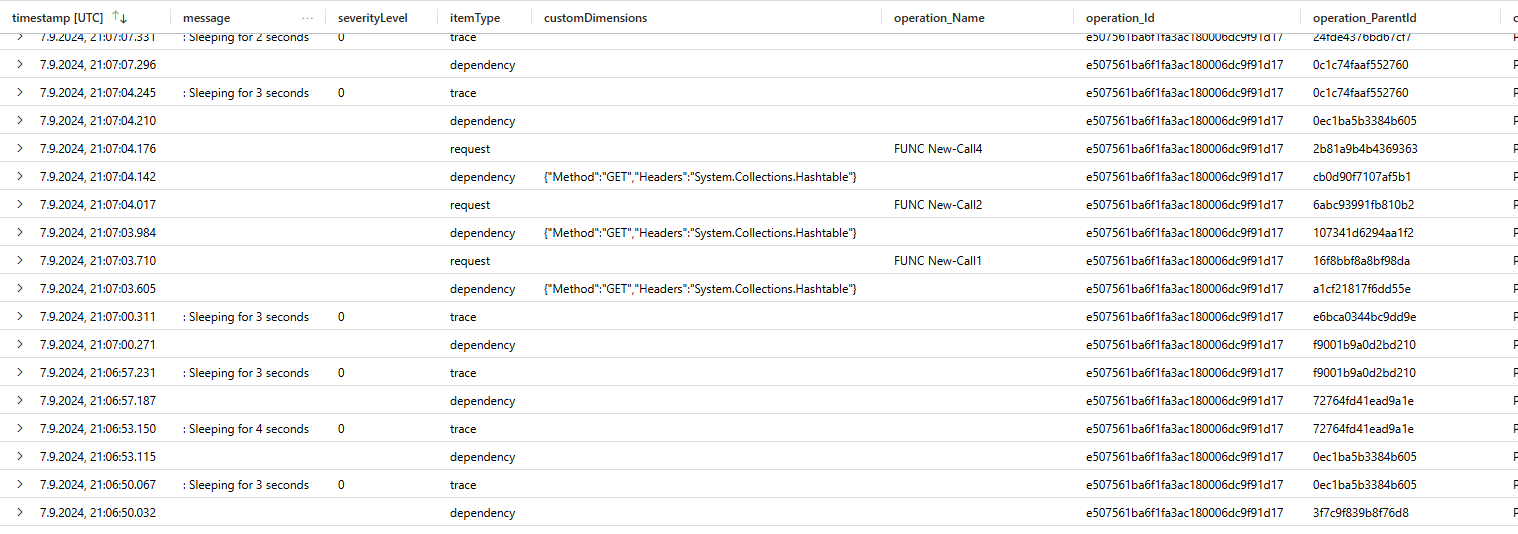 timestamp [UTC] message ... severityLevel itemType customDimensions operation_Name operation_Id operation_ParentId
7.9.2024, 21:07:07.331 : Sleeping for 2 seconds 0 trace e507561ba6f1fa3ac180006dc9f91d17 24fde4376bd67cf7
7.9.2024, 21:07:07.296 dependency e507561ba6f1fa3ac180006dc9f91d17 0c1c74faaf552760
7.9.2024, 21:07:04.245 : Sleeping for 3 seconds 0 trace e507561ba6f1fa3ac180006dc9f91d17 0c1c74faaf552760
7.9.2024, 21:07:04.210 dependency e507561ba6f1fa3ac180006dc9f91d17 0ec1ba5b3384b605
7.9.2024, 21:07:04.176 request FUNC New-Call4 e507561ba6f1fa3ac180006dc9f91d17 2b81a9b4b4369363
7.9.2024, 21:07:04.142 dependency {"Method":"GET","Headers":"System.Collections.Hashtable"} e507561ba6f1fa3ac180006dc9f91d17 cb0d90f7107af5b1
7.9.2024, 21:07:04.017 request FUNC New-Call2 e507561ba6f1fa3ac180006dc9f91d17 6abc93991fb810b2
7.9.2024, 21:07:03.984 dependency {"Method":"GET","Headers":"System.Collections.Hashtable"} e507561ba6f1fa3ac180006dc9f91d17 107341d6294aa1f2
7.9.2024, 21:07:03.710 request FUNC New-Call1 e507561ba6f1fa3ac180006dc9f91d17 16f8bbf8a8bf98da
7.9.2024, 21:07:03.605 dependency {"Method":"GET","Headers":"System.Collections.Hashtable"} e507561ba6f1fa3ac180006dc9f91d17 a1cf21817f6dd55e
7.9.2024, 21:07:00.311 : Sleeping for 3 seconds 0 trace e507561ba6f1fa3ac180006dc9f91d17 e6bca0344bc9dd9e
7.9.2024, 21:07:00.271 dependency e507561ba6f1fa3ac180006dc9f91d17 f9001b9a0d2bd210
7.9.2024, 21:06:57.231 : Sleeping for 3 seconds 0 trace e507561ba6f1fa3ac180006dc9f91d17 f9001b9a0d2bd210
7.9.2024, 21:06:57.187 dependency e507561ba6f1fa3ac180006dc9f91d17 72764fd41ead9a1e
7.9.2024, 21:06:53.150 : Sleeping for 4 seconds 0 trace e507561ba6f1fa3ac180006dc9f91d17 72764fd41ead9a1e
7.9.2024, 21:06:53.115 dependency e507561ba6f1fa3ac180006dc9f91d17 0ec1ba5b3384b605
7.9.2024, 21:06:50.067 : Sleeping for 3 seconds 0 trace e507561ba6f1fa3ac180006dc9f91d17 0ec1ba5b3384b605
7.9.2024, 21:06:50.032 dependency e507561ba6f1fa3ac180006dc9f91d17 3f7c9f839b8f76d8